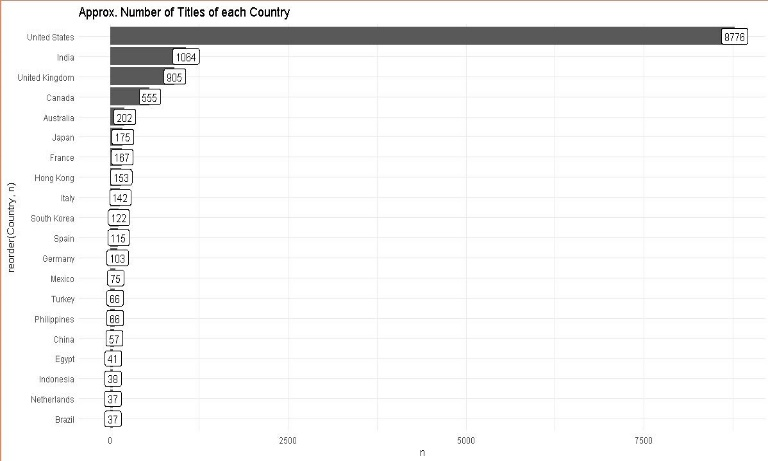 Approx. Number of Titles of each Country
United States 8776
India 1064
United Kingdom 905
Canada 555
Australia 202
Japan 175
France 167
Hong Kong 153
Italy 142
South Korea 122
Spain 115
Germany 103
Mexico 75
Turkey 66
Philippines 66
China 57
Egypt 41
Indonesia 38
Netherlands 37
Brazil 37
0 2500 5000 7500
n
reorder(Country, n)